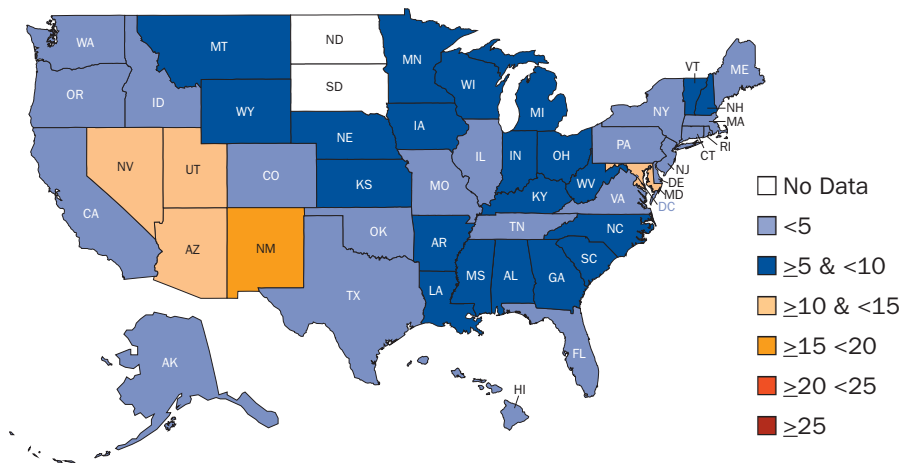 WA
MT
ND
MN
VT
ME
OR
ID
SD
WI
MI
NY
NH
MA
WY
IA
PA
RI
CT
NE
NJ
NV
UT
CO
IL
IN
OH
WV
DE
MD
VA
DC
CA
KS
MO
KY
NC
TN
AZ
NM
OK
AR
SC
MS
AL
GA
TX
LA
FL
AK
HI
No Data
<5
≥5 & <10
≥10 & <15
≥15 <20
≥20 <25
≥25